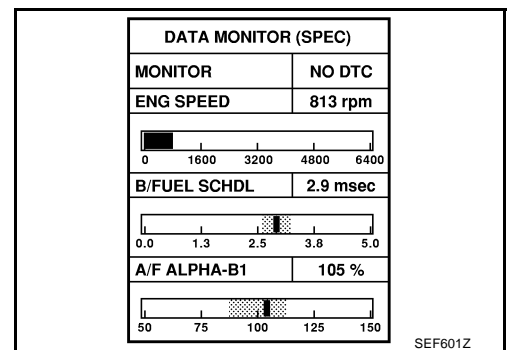 DATA MONITOR (SPEC)
MONITOR NO DTC
ENG SPEED 813 rpm
0 1600 3200 4800 6400
B/FUEL SCHDL 2.9 msec
0.0 1.3 2.5 3.8 5.0
A/F ALPHA-B1 105 %
50 75 100 125 150
SEF601Z